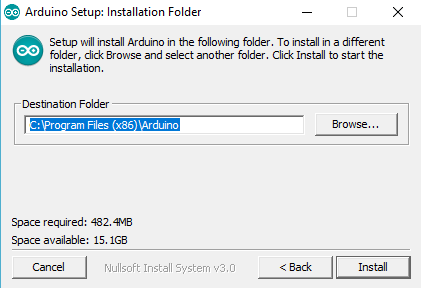 Arduino Setup: Installation Folder
Setup will install Arduino in the following folder. To install in a different
folder, click Browse and select another folder. Click Install to start the
installation.
Destination Folder
C:\Program Files (x86)\Arduino
Browse...
Space required: 482.4MB
Space available: 15.1GB
Cancel
Nullsoft Install System v3.0
< Back
Install